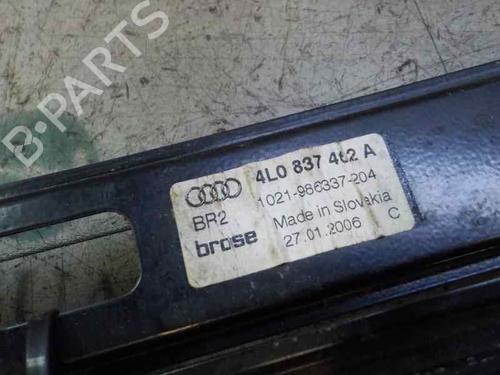 B-PARTS
4L0 837 462 A
1021-986337-204
BR2
Made in Slovakia
brose
27.01.2006
C